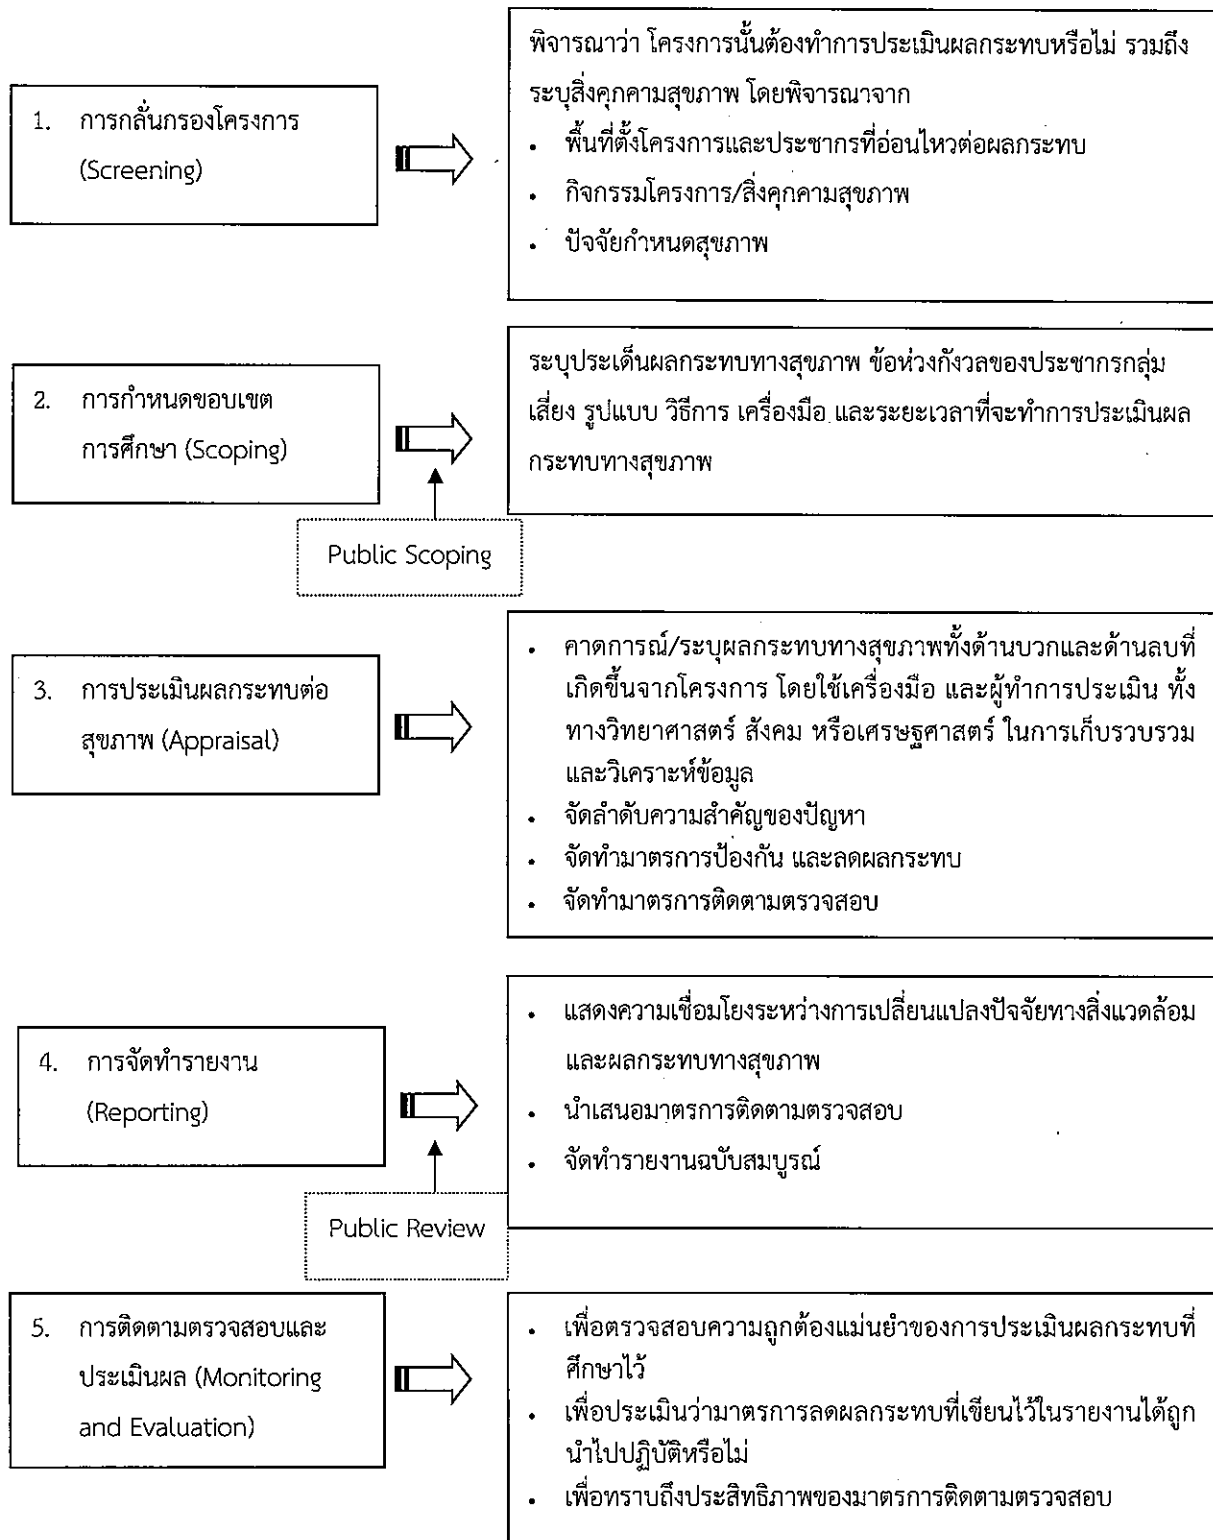 1. การกลั่นกรองโครงการ
(Screening)
พิจารณาว่า โครงการนั้นต้องทำการประเมินผลกระทบหรือไม่ รวมถึง
ระบุสิ่งคุกคามสุขภาพ โดยพิจารณาจาก
• พื้นที่ตั้งโครงการและประชากรที่อ่อนไหวต่อผลกระทบ
• กิจกรรมโครงการ/สิ่งคุกคามสุขภาพ
• ปัจจัยกำหนดสุขภาพ
2. การกำหนดขอบเขต
การศึกษา (Scoping)
ระบุประเด็นผลกระทบทางสุขภาพ ข้อห่วงกังวลของประชากรกลุ่ม
เสี่ยง รูปแบบ วิธีการ เครื่องมือ และระยะเวลาที่จะทำการประเมินผล
กระทบทางสุขภาพ
Public Scoping
3. การประเมินผลกระทบต่อ
สุขภาพ (Appraisal)
• คาดการณ์/ระบุผลกระทบทางสุขภาพทั้งด้านบวกและด้านลบที่
เกิดขึ้นจากโครงการ โดยใช้เครื่องมือ และผู้ทำการประเมิน ทั้ง
ทางวิทยาศาสตร์ สังคม หรือเศรษฐศาสตร์ ในการเก็บรวบรวม
และวิเคราะห์ข้อมูล
• จัดลำดับความสำคัญของปัญหา
• จัดทำมาตรการป้องกัน และลดผลกระทบ
• จัดทำมาตรการติดตามตรวจสอบ
4. การจัดทำรายงาน
(Reporting)
• แสดงความเชื่อมโยงระหว่างการเปลี่ยนแปลงปัจจัยทางสิ่งแวดล้อม
และผลกระทบทางสุขภาพ
• นำเสนอมาตรการติดตามตรวจสอบ
• จัดทำรายงานฉบับสมบูรณ์
Public Review
5. การติดตามตรวจสอบและ
ประเมินผล (Monitoring
and Evaluation)
• เพื่อตรวจสอบความถูกต้องแม่นยำของการประเมินผลกระทบที่
ศึกษาไว้
• เพื่อประเมินว่ามาตรการลดผลกระทบที่เขียนไว้ในรายงานได้ถูก
นำไปปฏิบัติหรือไม่
• เพื่อทราบถึงประสิทธิภาพของมาตรการติดตามตรวจสอบ